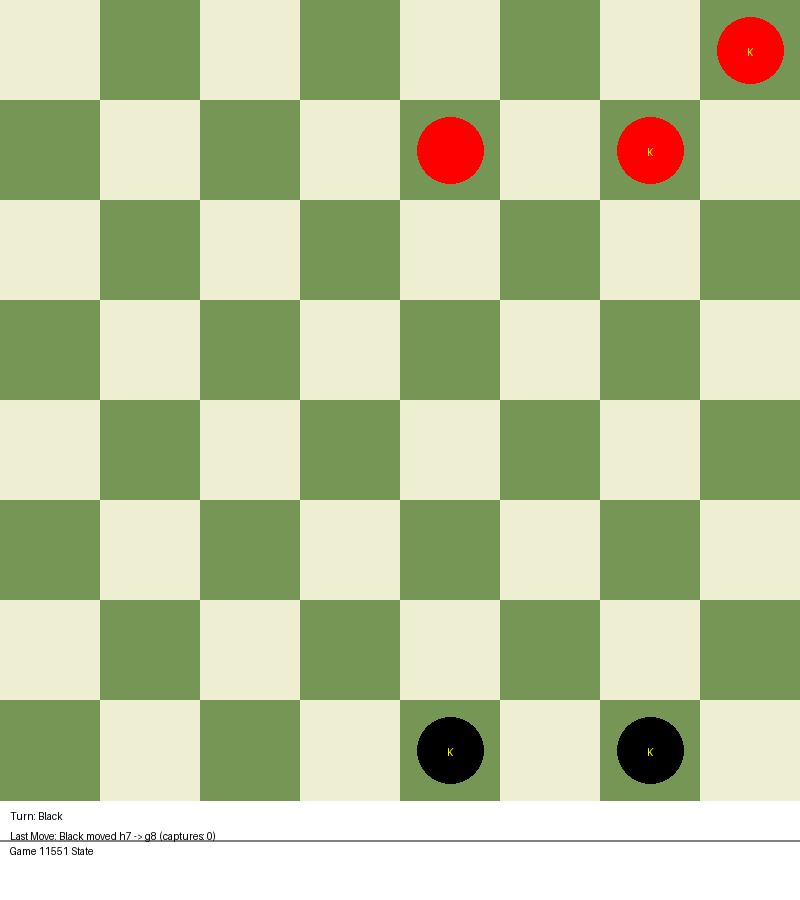 K
K
K K
Turn: Black
Last Move: Black moved h7 -> g8 (captures: 0)
Game 11551 State